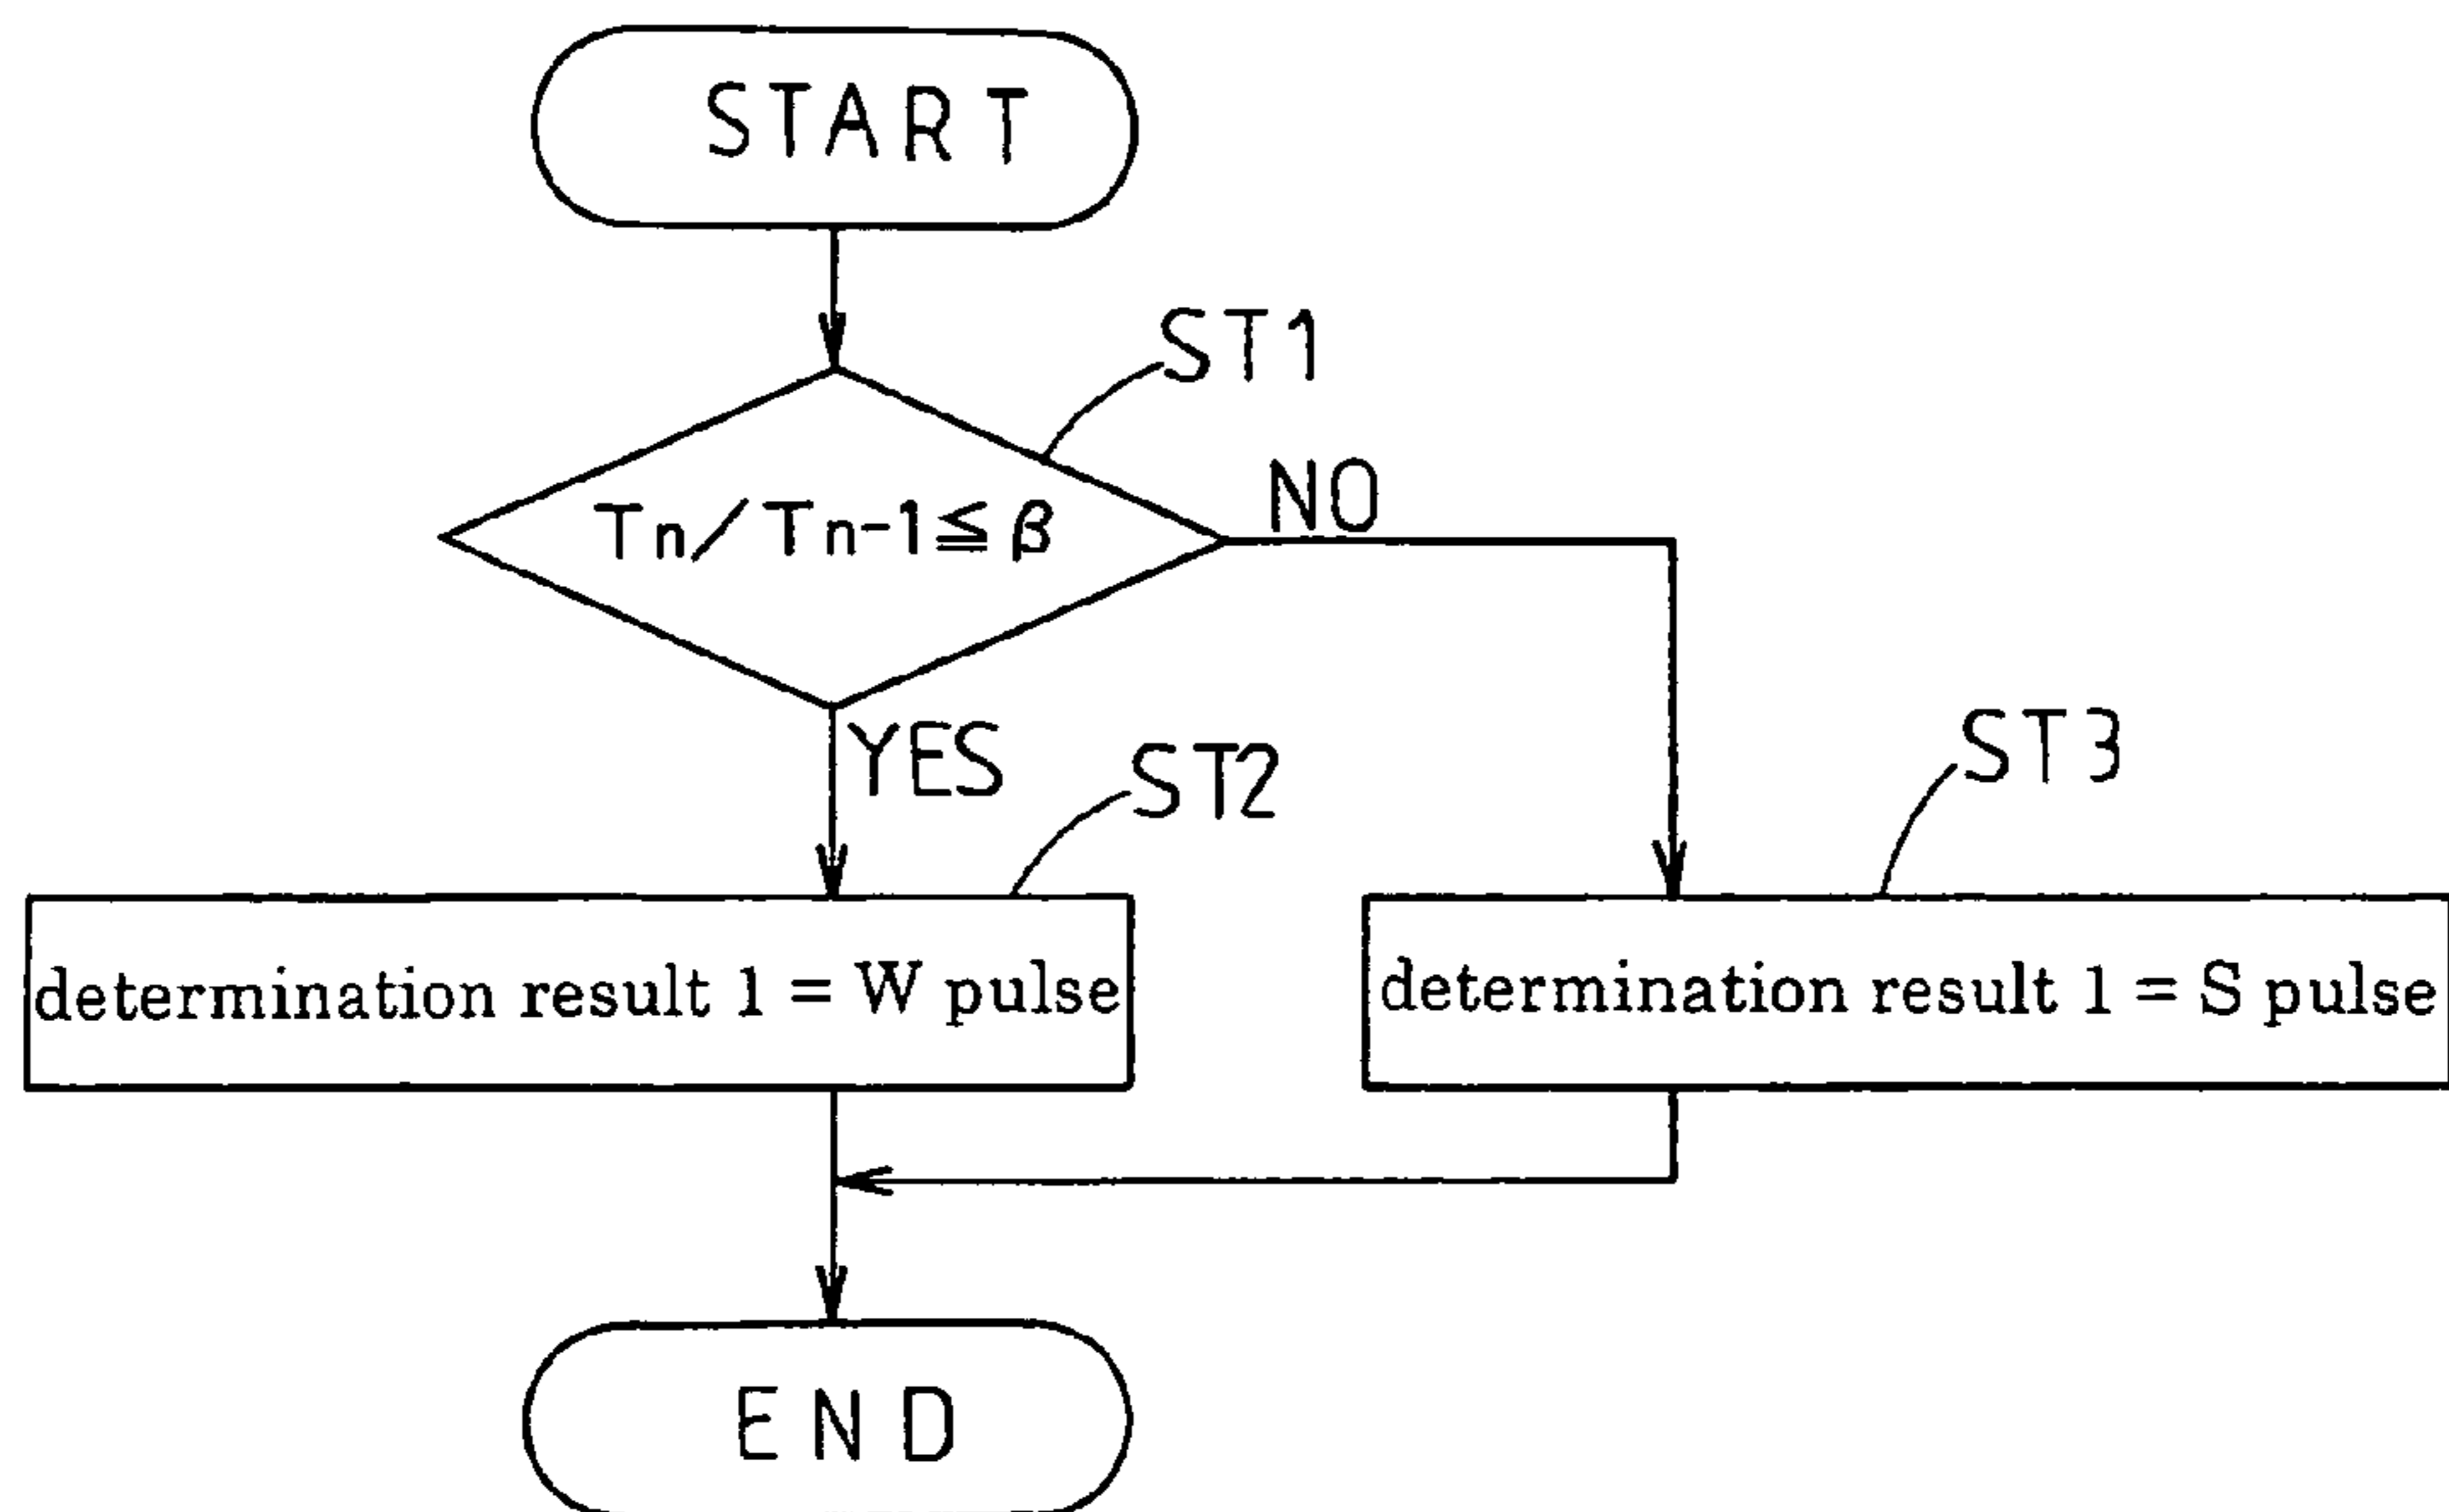 START
ST1
Tn/Tn-1≦β
NO
YES
ST2
ST3
determination result 1 = W pulse
determination result 1 = S pulse
END